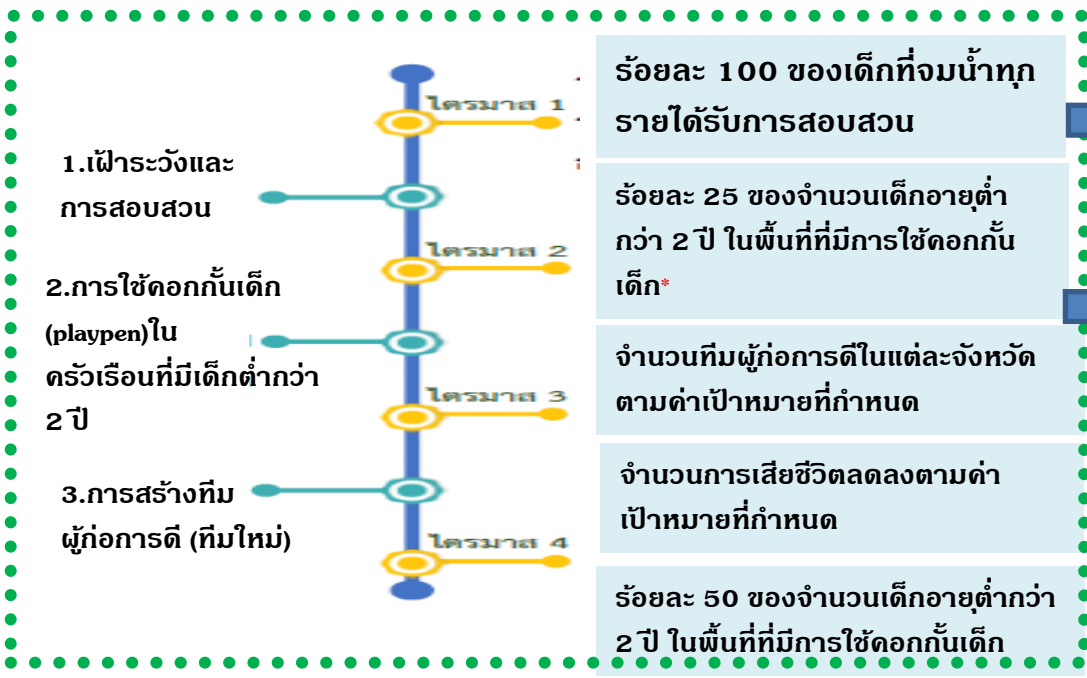 1.เฝ้าระวังและ
การสอบสวน
2.การใช้คอกกั้นเด็ก
(playpen)ใน
ครัวเรือนที่มีเด็กต่ำกว่า
2 ปี
3.การสร้างทีม
ผู้ก่อการดี (ทีมใหม่)
ไตรมาส 1
ไตรมาส 2
ไตรมาส 3
ไตรมาส 4
ร้อยละ 100 ของเด็กที่จมน้ำทุก
รายได้รับการสอบสวน
ร้อยละ 25 ของจำนวนเด็กอายุต่ำ
กว่า 2 ปี ในพื้นที่ที่มีการใช้คอกกั้น
เด็ก*
จำนวนทีมผู้ก่อการดีในแต่ละจังหวัด
ตามค่าเป้าหมายที่กำหนด
จำนวนการเสียชีวิตลดลงตามค่า
เป้าหมายที่กำหนด
ร้อยละ 50 ของจำนวนเด็กอายุต่ำกว่า
2 ปี ในพื้นที่ที่มีการใช้คอกกั้นเด็ก